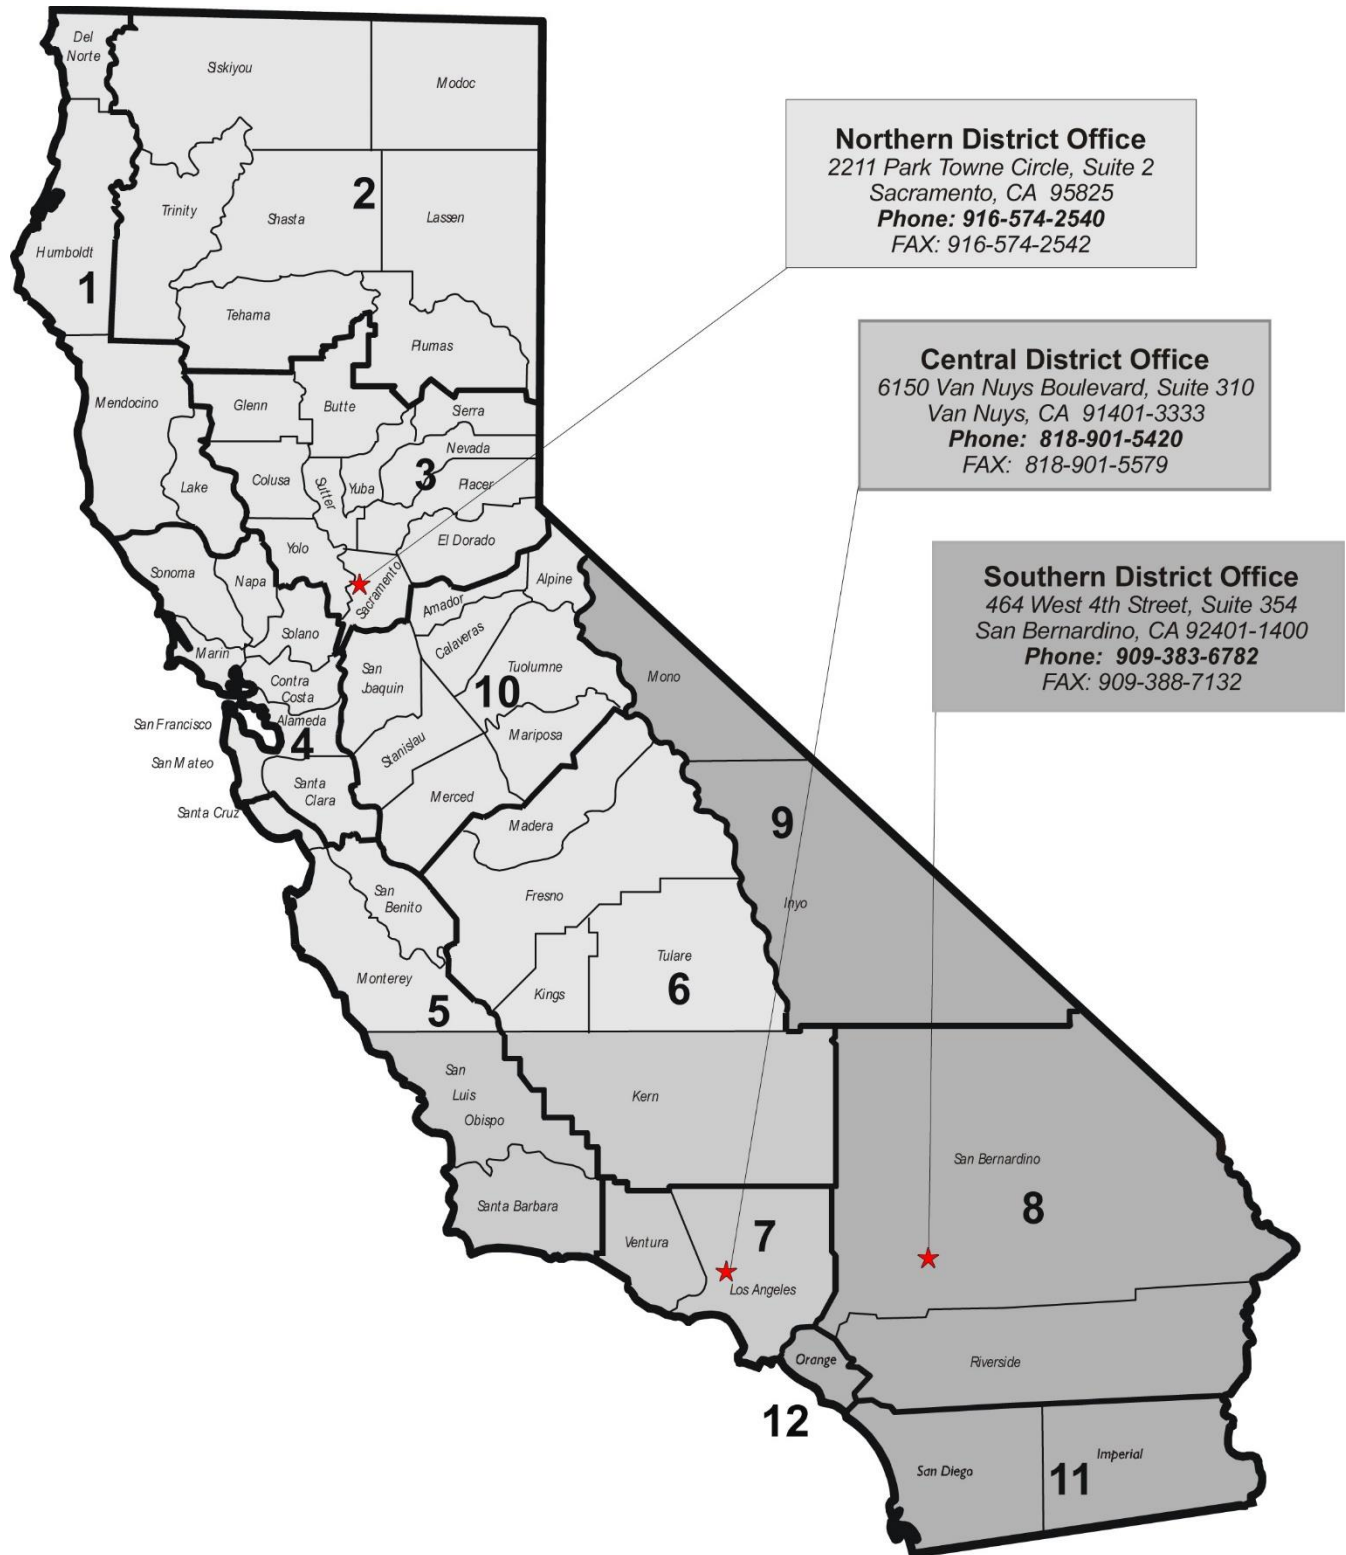 Del
Norte
Siskiyou
Modoc
Northern District Office
2211 Park Towne Circle, Suite 2
Sacramento, CA 95825
Phone: 916-574-2540
FAX: 916-574-2542
2
Trinity
Shasta
Lassen
Humboldt
1
Tehama
Plumas
Central District Office
6150 Van Nuys Boulevard, Suite 310
Van Nuys, CA 91401-3333
Phone: 818-901-5420
FAX: 818-901-5579
Mendocino
Glenn
Butte
Sierra
Nevada
3
Lake
Colusa
Sutter
Yuba
Placer
Yolo
El Dorado
Southern District Office
464 West 4th Street, Suite 354
San Bernardino, CA 92401-1400
Phone: 909-383-6782
FAX: 909-388-7132
Sonoma
Napa
Sacramento
Amador
Alpine
Solano
Calaveras
Marin
San
Joaquin
Tuolumne
Mono
Contra
Costa
10
San Francisco
Alameda
4
Stanislau
Mariposa
San Mateo
Santa
Clara
Merced
Santa Cruz
Madera
9
San
Benito
Fresno
Inyo
Monterey
5
Kings
Tulare
6
San
Luis
Obispo
Kern
San Bernardino
8
Santa Barbara
Ventura
7
Los Angeles
Orange
Riverside
12
San Diego
11
Imperial